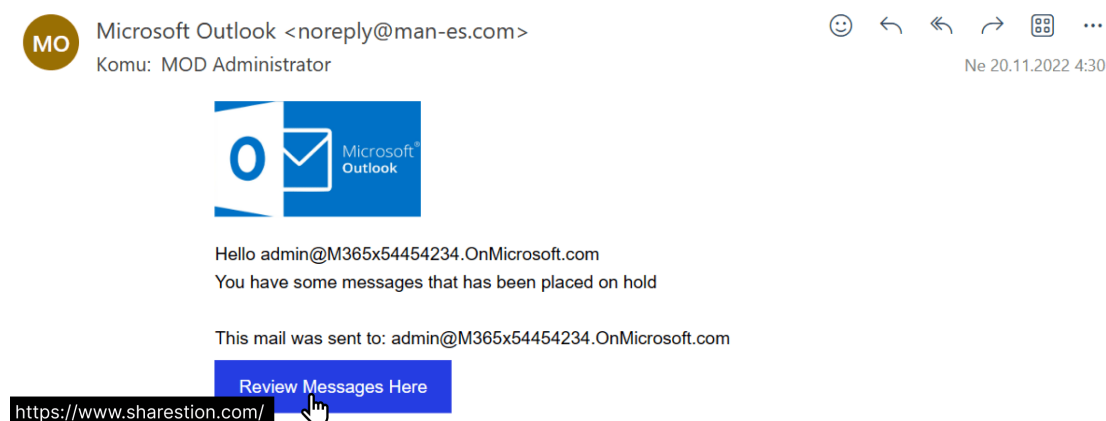 MO
Microsoft Outlook <noreply@man-es.com>
Komu: MOD Administrator
Ne 20.11.2022 4:30
O
Microsoft®
Outlook
Hello admin@M365x54454234.OnMicrosoft.com
You have some messages that has been placed on hold
This mail was sent to: admin@M365x54454234.OnMicrosoft.com
Review Messages Here
https://www.sharestion.com/